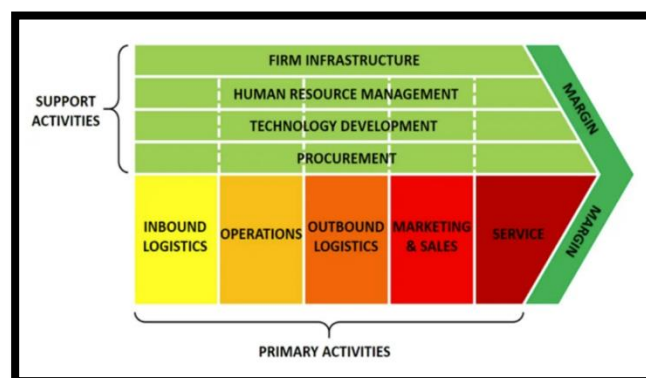 FIRM INFRASTRUCTURE
HUMAN RESOURCE MANAGEMENT
TECHNOLOGY DEVELOPMENT
PROCUREMENT
SUPPORT
ACTIVITIES
MARGIN
MARGIN
INBOUND
LOGISTICS
OPERATIONS
OUTBOUND
LOGISTICS
MARKETING
& SALES
SERVICE
PRIMARY ACTIVITIES